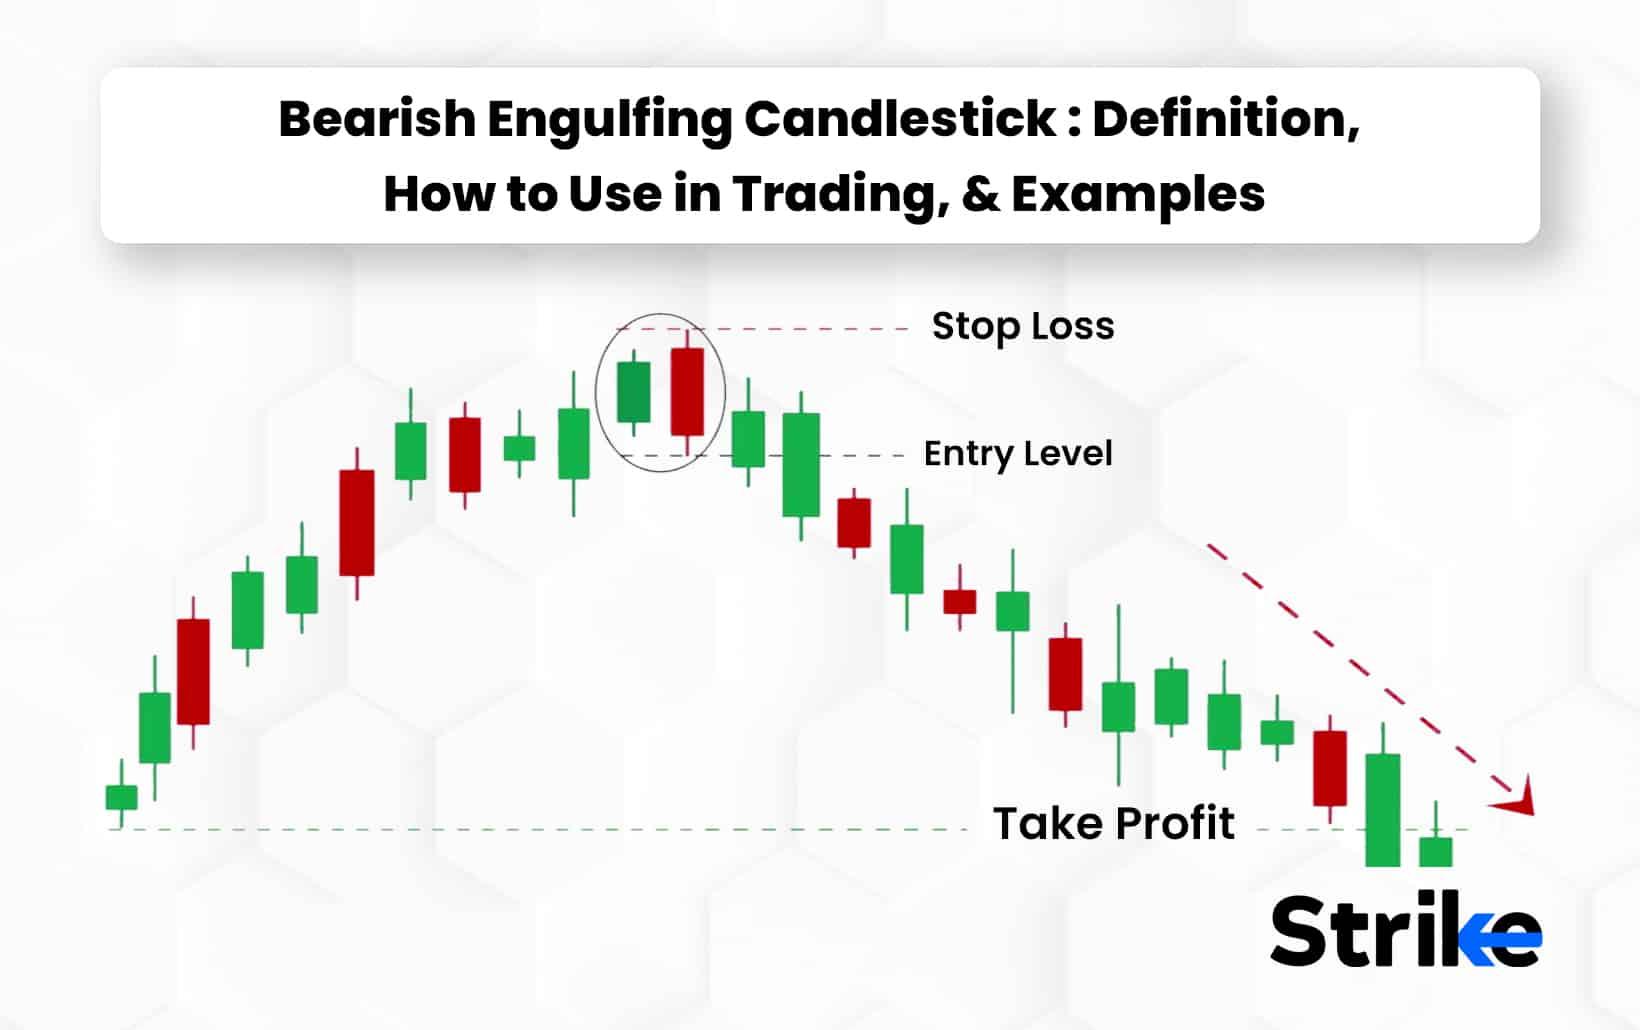 Bearish Engulfing Candlestick : Definition,
How to Use in Trading, & Examples
Stop Loss
Entry Level
Take Profit
Strike